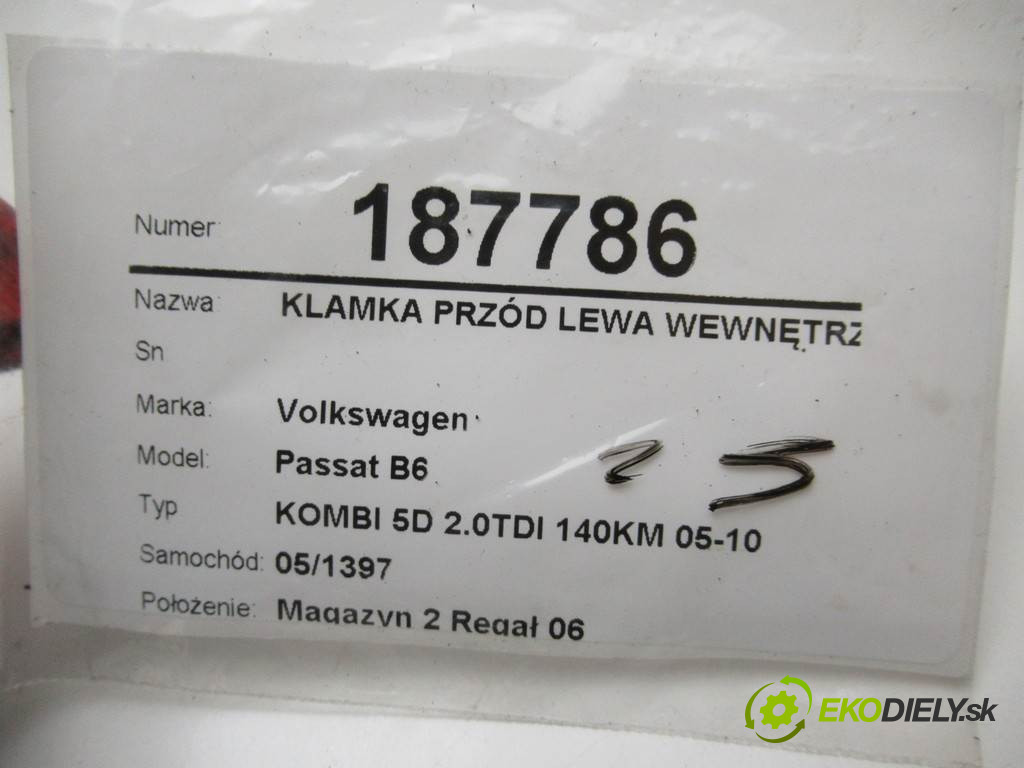 Numer: 187786
Nazwa: KLAMKA PRZÓD LEWA WEWNĘTRZ
Sn
Marka: Volkswagen
Model: Passat B6
25
Typ KOMBI 5D 2.0TDI 140KM 05-10
Samochód: 05/1397
Położenie: Magazyn 2 Regał 06
EKODIELY.sk